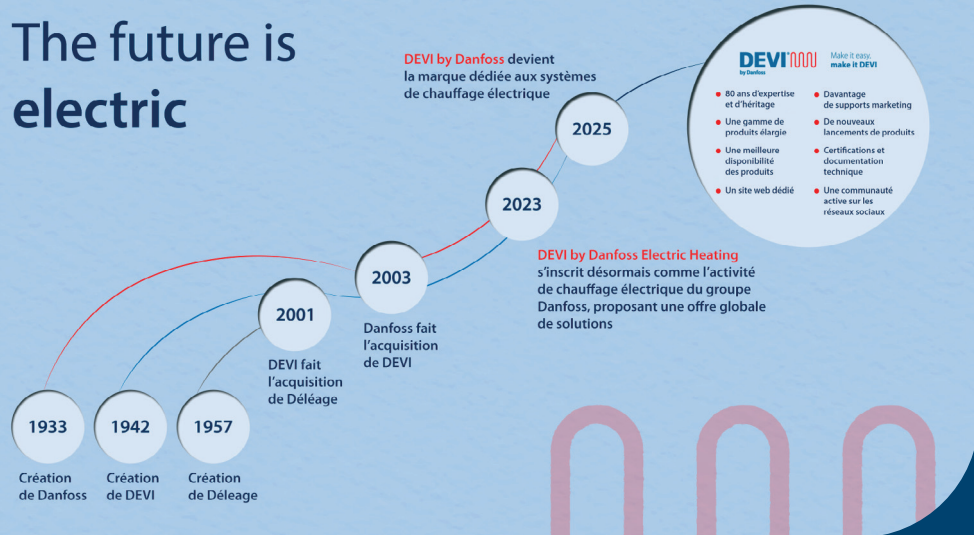 The future is
electric
DEVI by Danfoss devient
la marque dédiée aux systèmes
de chauffage électrique
2025
2023
2003
2001
1933
1942
1957
Création
de Danfoss
Création
de DEVI
Création
de Déleage
DEVI fait
l'acquisition
de Déléage
Danfoss fait
l'acquisition
de DEVI
DEVI by Danfoss Electric Heating
s'inscrit désormais comme l'activité
de chauffage électrique du groupe
Danfoss, proposant une offre globale
de solutions
DEVI
by Danfoss
Make it easy,
make it DEVI
80 ans d'expertise
et d'héritage
Une gamme de
produits élargie
Une meilleure
disponibilité
des produits
Un site web dédié
Davantage
de supports marketing
De nouveaux
lancements de produits
Certifications et
documentation
technique
Une communauté
active sur les
réseaux sociaux